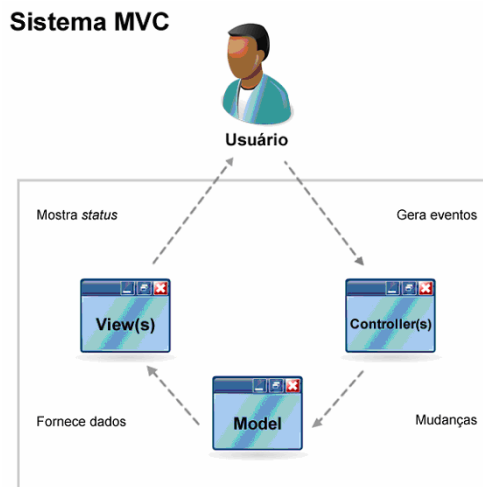 Sistema MVC
Usuário
Mostra status
Gera eventos
View(s)
Controller(s)
Model
Fornece dados
Mudanças